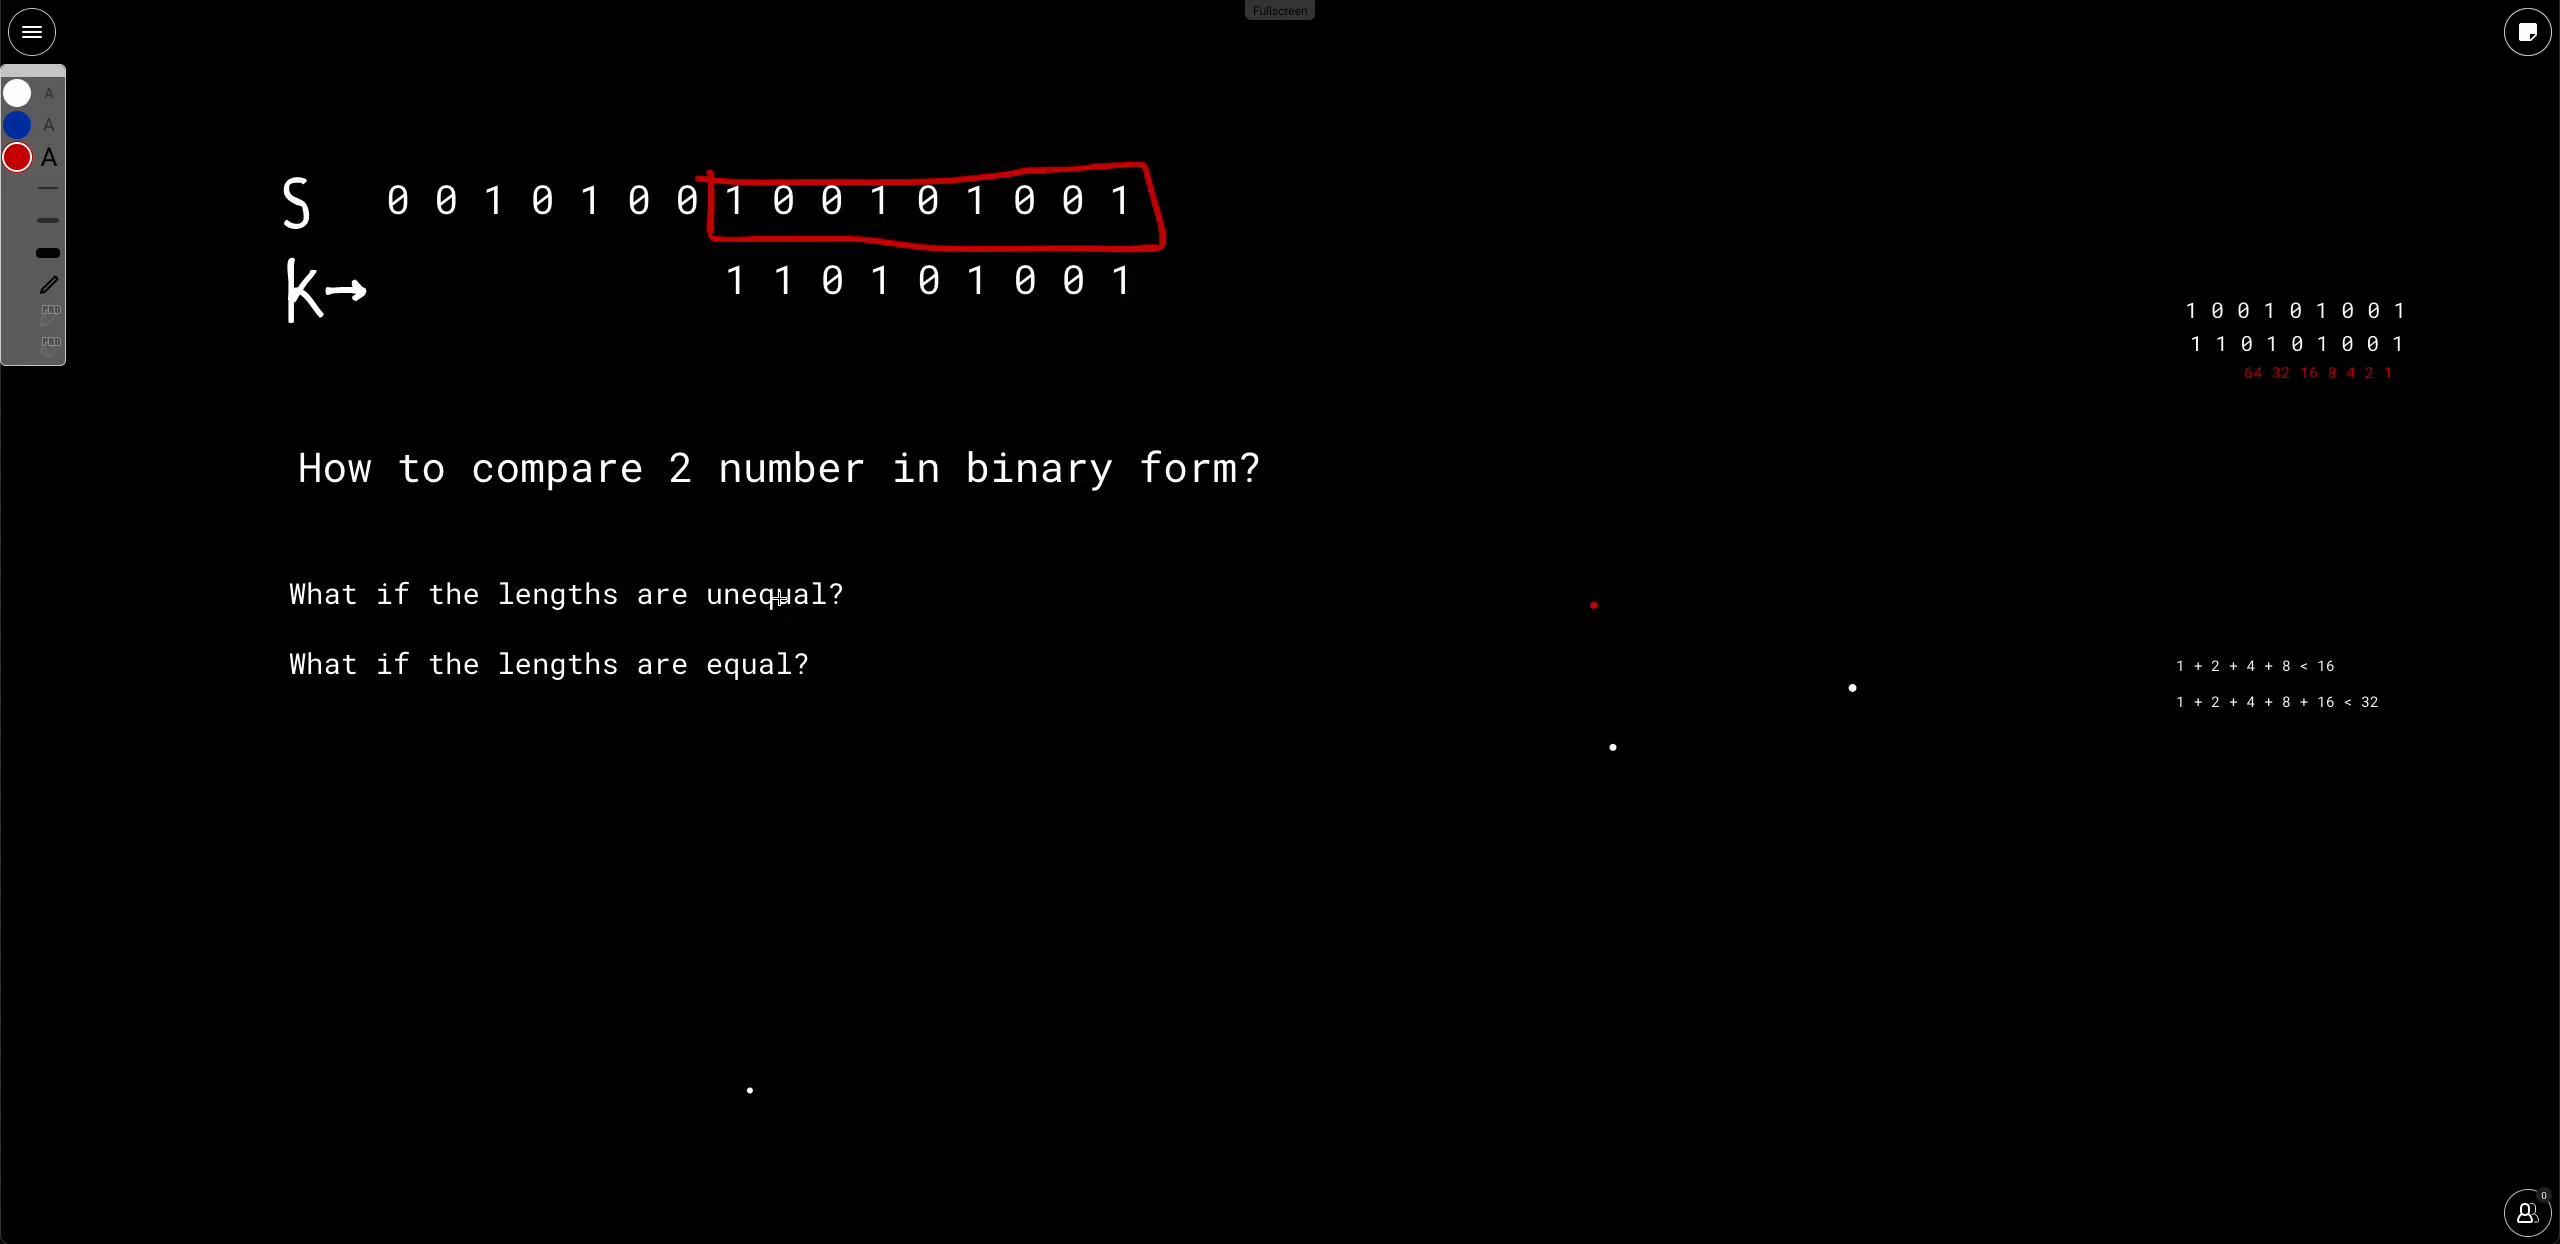 Fullscreen
A
A
A
PRO
PRO
S 0 0 1 0 1 0 0 1 0 0 1 0 1 0 0 1
K→ 1 1 0 1 0 1 0 0 1
1 0 0 1 0 1 0 0 1
1 1 0 1 0 1 0 0 1
64 32 16 8 4 2 1
How to compare 2 number in binary form?
What if the lengths are unequal?
What if the lengths are equal?
1 + 2 + 4 + 8 < 16
1 + 2 + 4 + 8 + 16 < 32
0